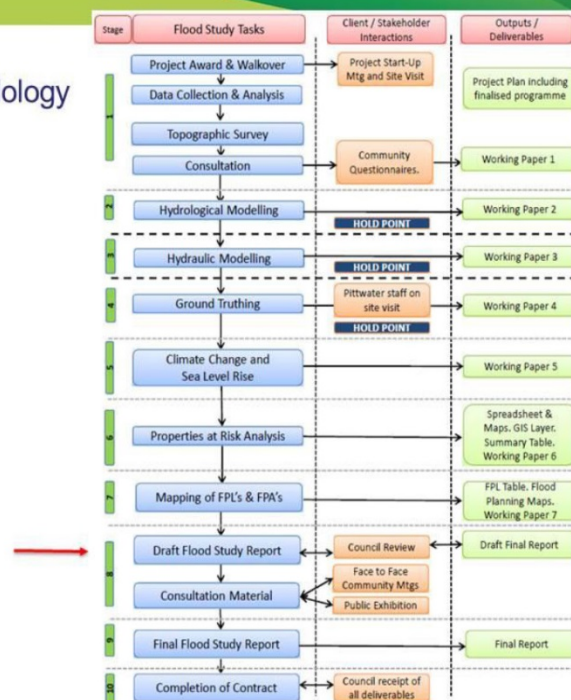 ology
Stage
Flood Study Tasks
Client / Stakeholder
Interactions
Outputs /
Deliverables
1
Project Award & Walkover
Project Start-Up
Mtg and Site Visit
Project Plan including
finalised programme
Data Collection & Analysis
Topographic Survey
Consultation
Community
Questionnaires.
Working Paper 1
2
Hydrological Modelling
Working Paper 2
HOLD POINT
3
Hydraulic Modelling
Working Paper 3
HOLD POINT
4
Ground Truthing
Pittwater staff on
site visit
Working Paper 4
HOLD POINT
5
Climate Change and
Sea Level Rise
Working Paper 5
6
Properties at Risk Analysis
Spreadsheet &
Maps. GIS Layer.
Summary Table.
Working Paper 6
7
Mapping of FPL's & FPA's
FPL Table. Flood
Planning Maps.
Working Paper 7
8
Draft Flood Study Report
Council Review
Draft Final Report
Consultation Material
Face to Face
Community Mtgs
Public Exhibition
9
Final Flood Study Report
Final Report
10
Completion of Contract
Council receipt of
all deliverables